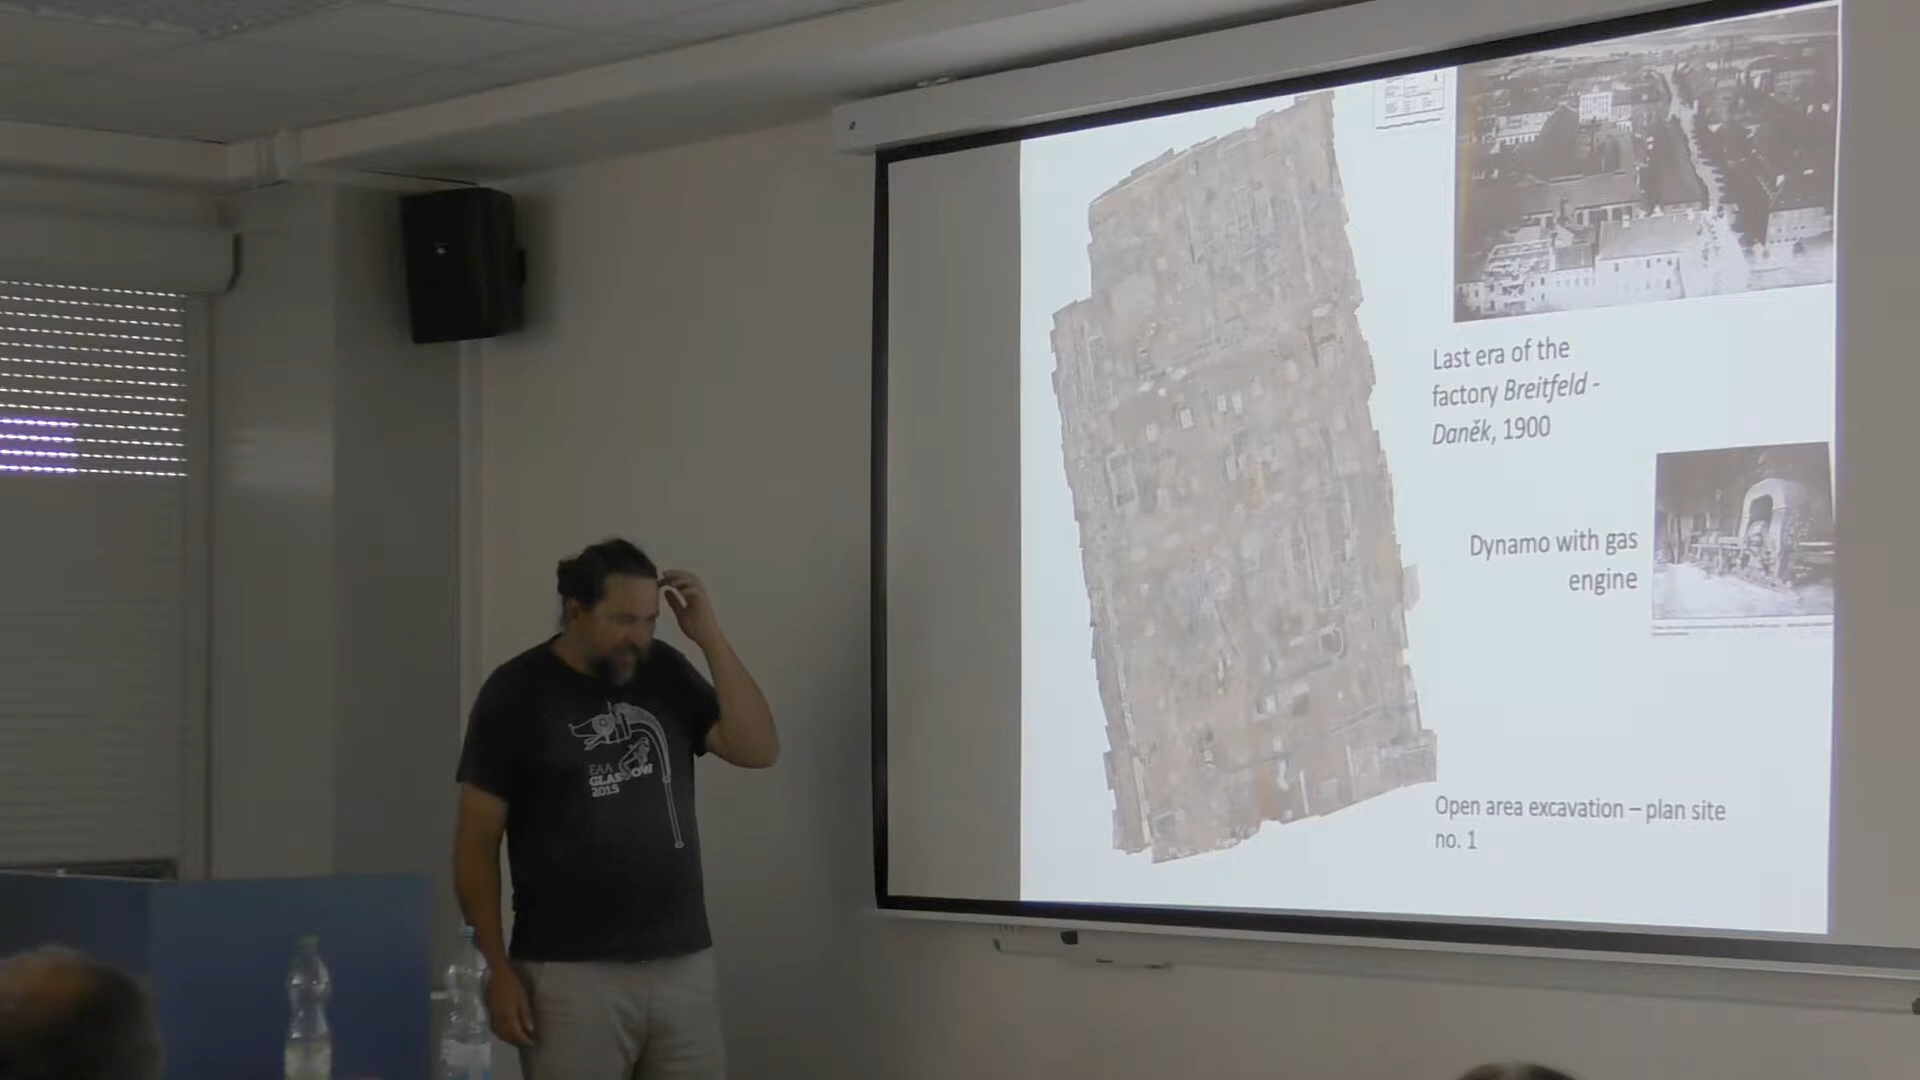 Last era of the
factory Breitfeld -
Daněk, 1900
Dynamo with gas
engine
Open area excavation – plan site
no. 1
EAA
GLASGOW
2015